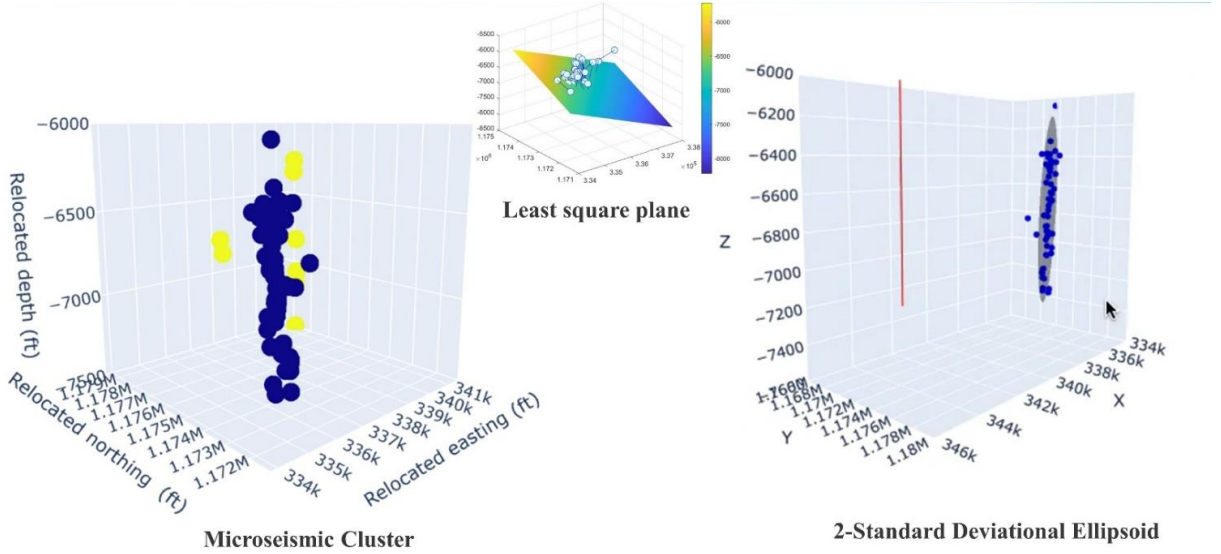 −6000
−6500
−7000
−7500
Relocated depth (ft)
1.179M
1.178M
1.177M
1.176M
1.175M
1.174M
1.173M
1.172M
Relocated northing (ft)
334k
335k
336k
337k
338k
339k
340k
341k
Relocated easting (ft)
Microseismic Cluster
-5500
-6000
-6500
-7000
-7500
-8000
-8500
1.175
1.174
1.173
1.172
1.171
×10⁶
3.34
3.35
3.36
3.37
3.38
×10⁵
-6000
-6500
-7000
-7500
-8000
Least square plane
−6000
−6200
−6400
−6600
−6800
−7000
−7200
−7400
Z
1.168M
1.17M
1.172M
1.174M
1.176M
1.178M
1.18M
Y
334k
336k
338k
340k
342k
344k
346k
X
2-Standard Deviational Ellipsoid